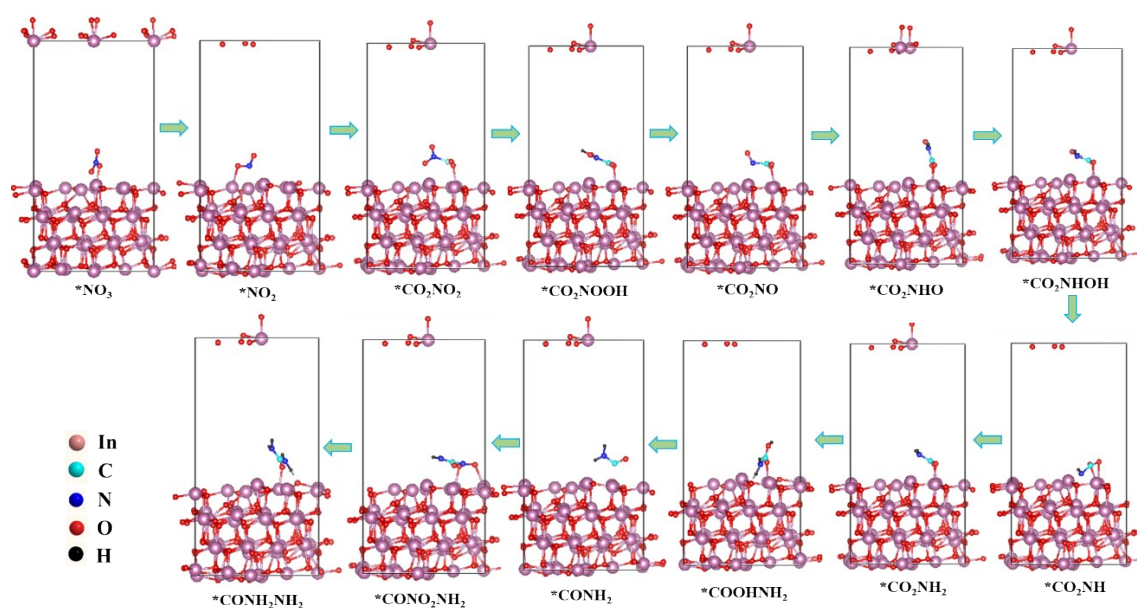 *NO₃
*NO₂
*CO₂NO₂
*CO₂NOOH
*CO₂NO
*CO₂NHO
*CO₂NHOH
In
C
N
O
H
*CONH₂NH₂
*CONO₂NH₂
*CONH₂
*COOHNH₂
*CO₂NH₂
*CO₂NH